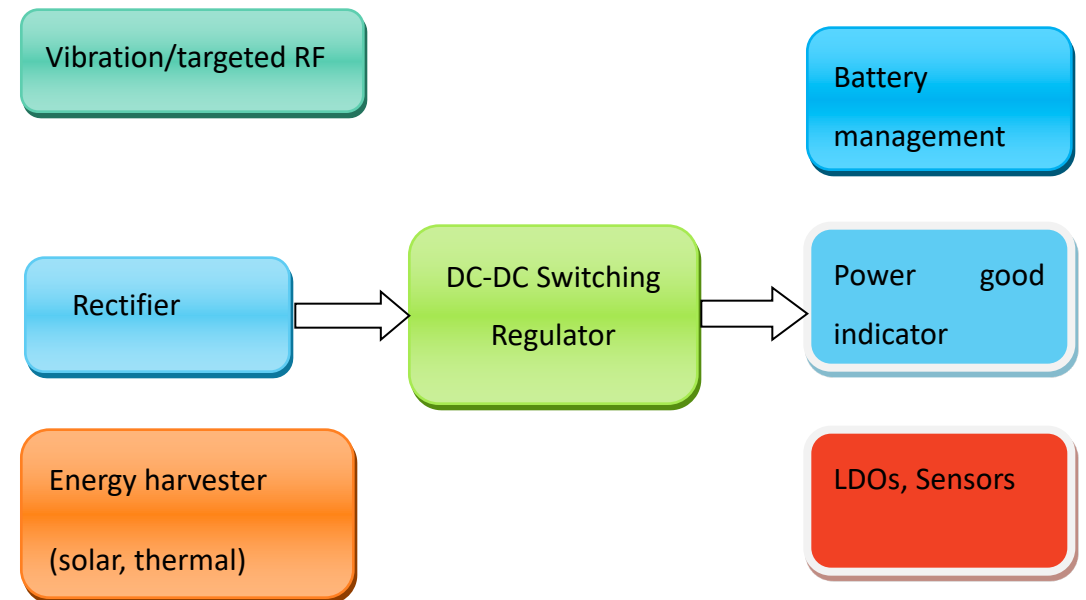 Vibration/targeted RF
Battery
management
Rectifier
DC-DC Switching
Regulator
Power good
indicator
Energy harvester
(solar, thermal)
LDOs, Sensors